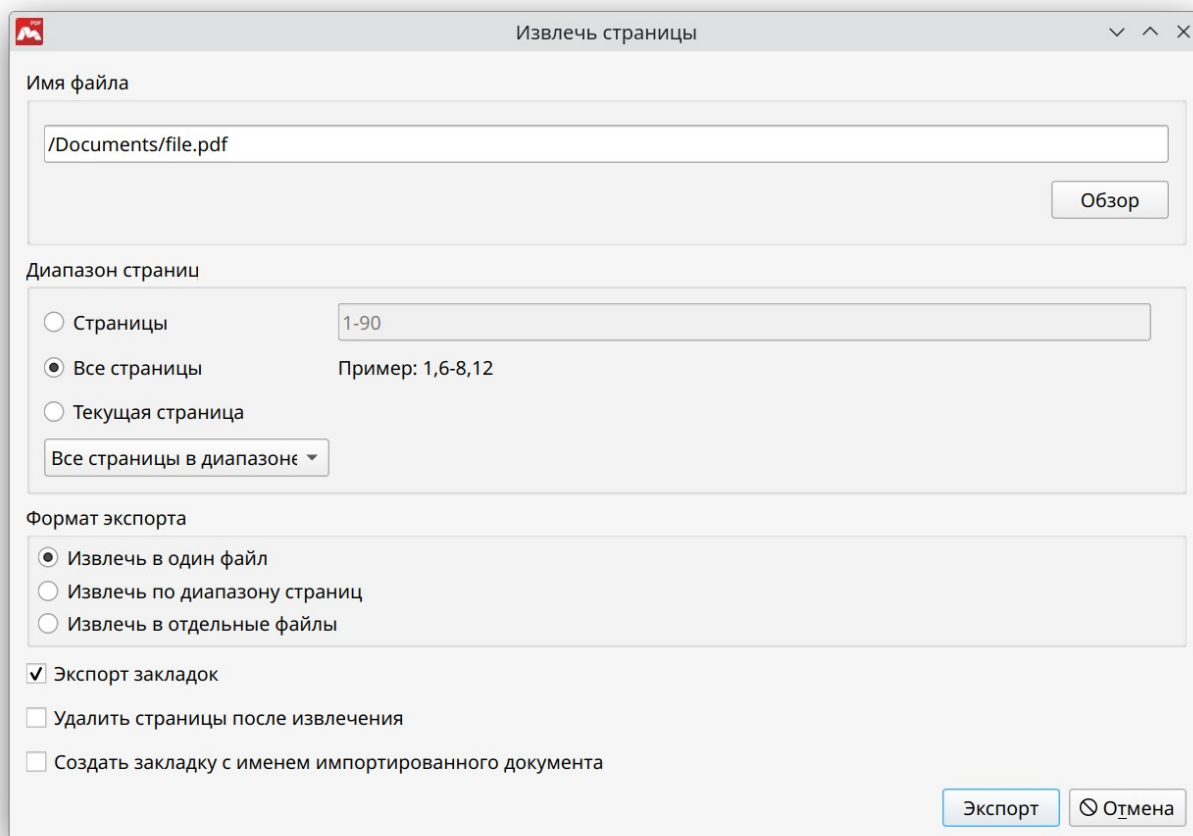 PDF
Извлечь страницы
Имя файла
/Documents/file.pdf
Обзор
Диапазон страниц
Страницы
1-90
Все страницы
Пример: 1,6-8,12
Текущая страница
Все страницы в диапазоне
Формат экспорта
Извлечь в один файл
Извлечь по диапазону страниц
Извлечь в отдельные файлы
Экспорт закладок
Удалить страницы после извлечения
Создать закладку с именем импортированного документа
Экспорт
Отмена